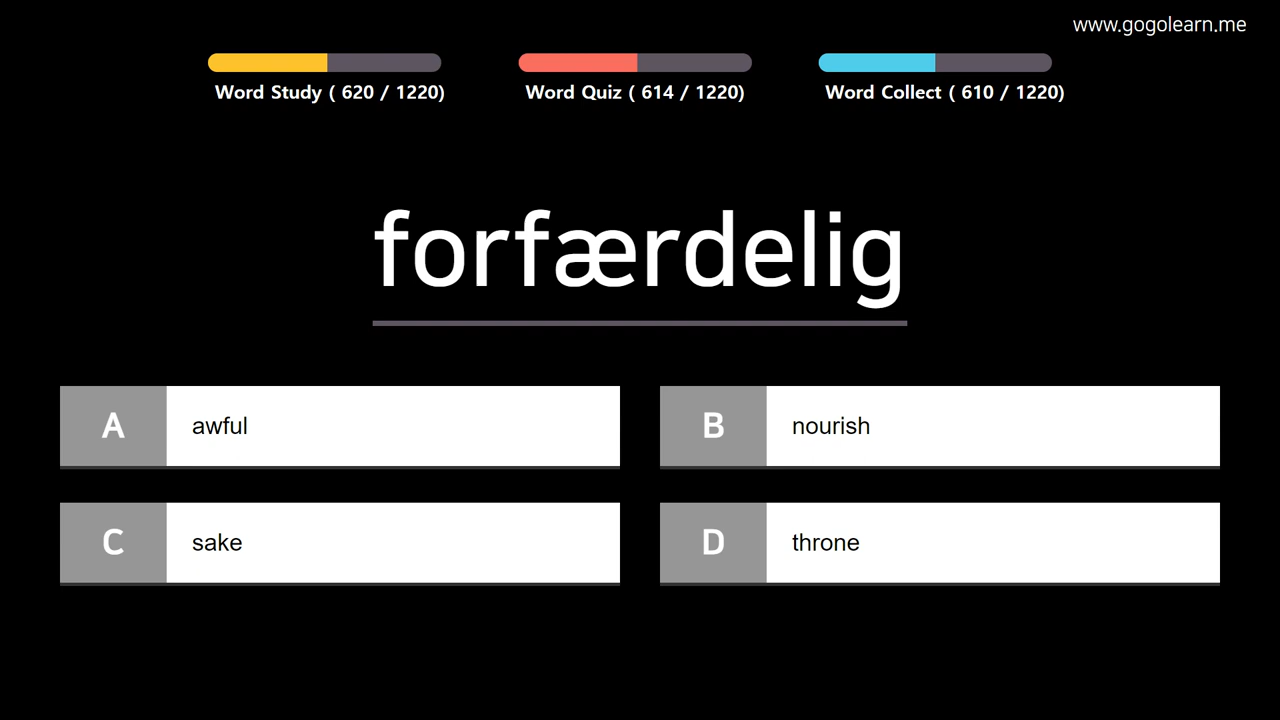 www.gogolearn.me
Word Study ( 620 / 1220)
Word Quiz ( 614 / 1220)
Word Collect ( 610 / 1220)
forfærdelig
A awful
B nourish
C sake
D throne